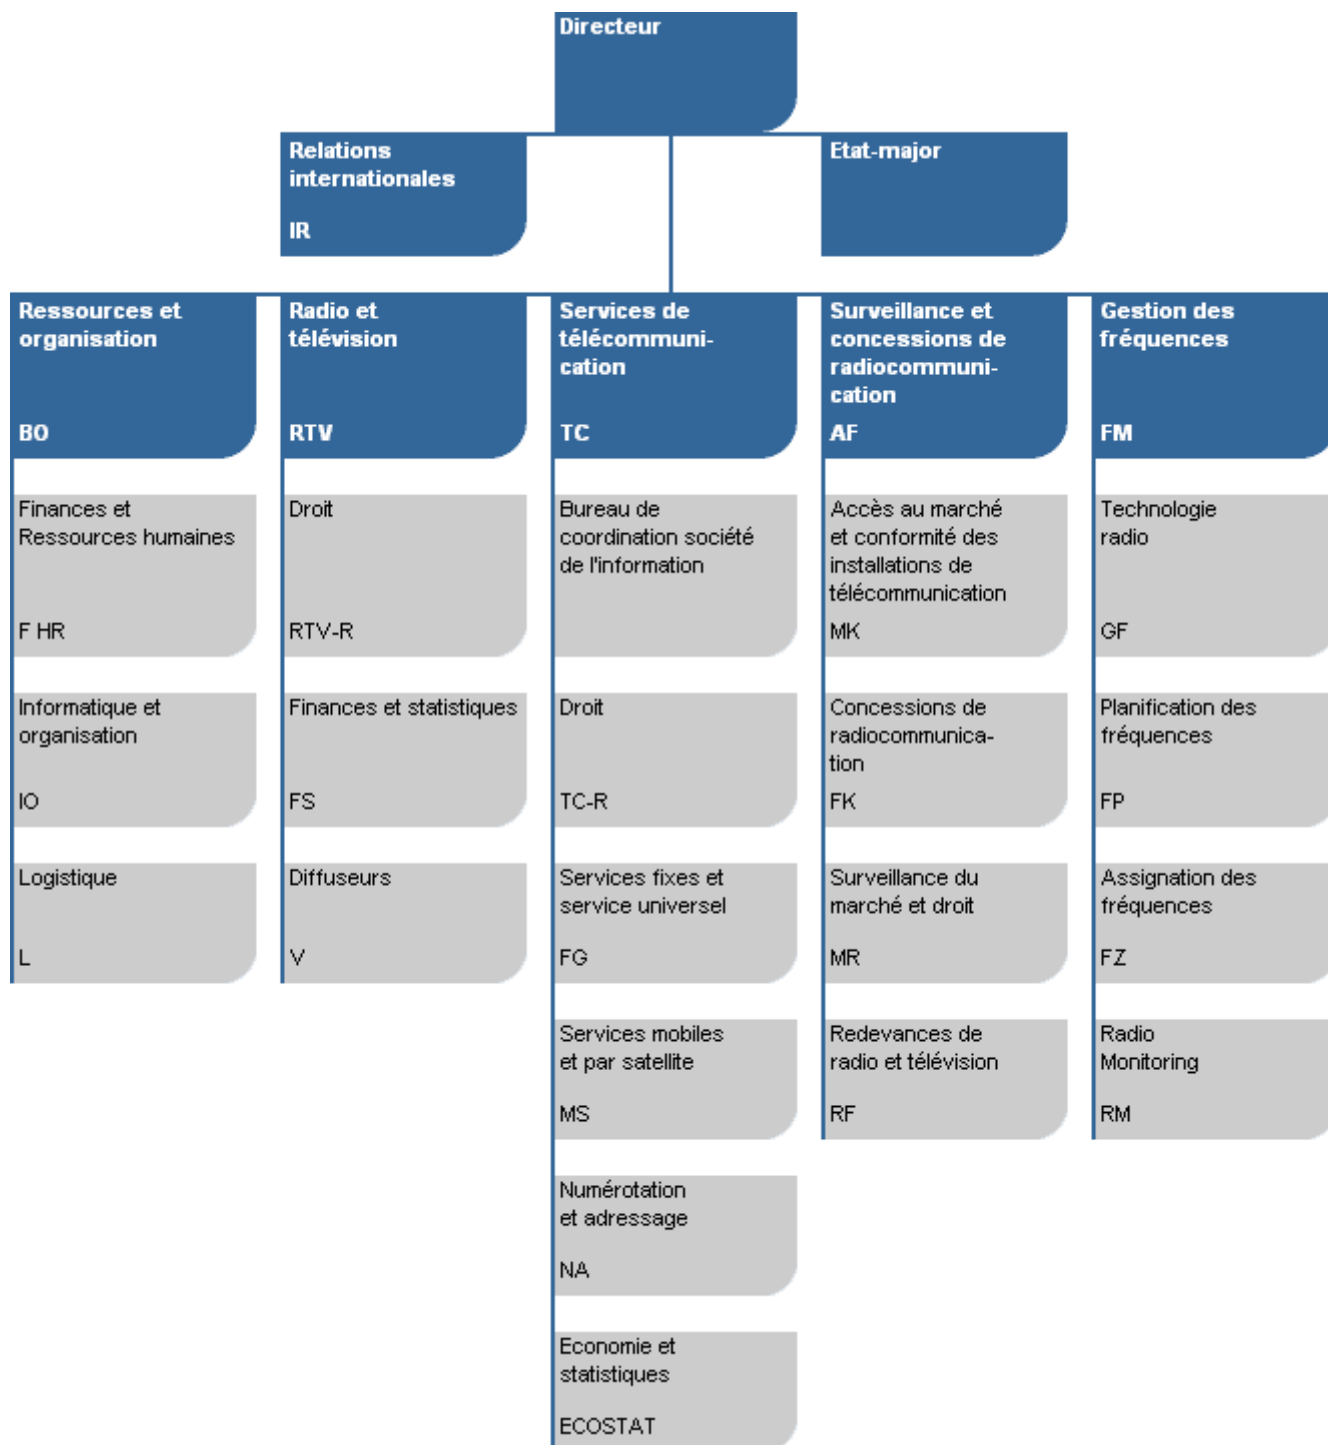 Directeur
Relations
internationales
IR
Etat-major
Ressources et
organisation
BO
Radio et
télévision
RTV
Services de
télécommuni-
cation
TC
Surveillance et
concessions de
radiocommuni-
cation
AF
Gestion des
fréquences
FM
Finances et
Ressources humaines
F HR
Informatique et
organisation
IO
Logistique
L
Droit
RTV-R
Finances et statistiques
FS
Diffuseurs
V
Bureau de
coordination société
de l'information
Droit
TC-R
Services fixes et
service universel
FG
Services mobiles
et par satellite
MS
Numérotation
et adressage
NA
Economie et
statistiques
ECOSTAT
Accès au marché
et conformité des
installations de
télécommunication
MK
Concessions de
radiocommunica-
tion
FK
Surveillance du
marché et droit
MR
Redevances de
radio et télévision
RF
Technologie
radio
GF
Planification des
fréquences
FP
Assignation des
fréquences
FZ
Radio
Monitoring
RM